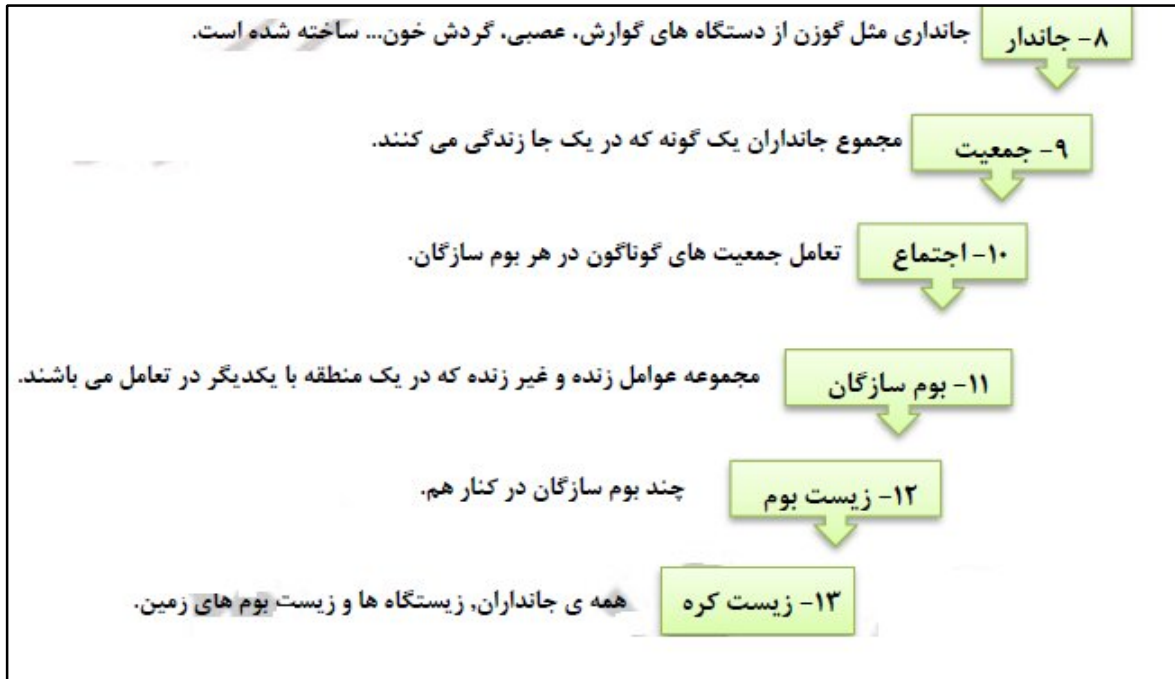 ۸- جاندار جانداری مثل گوزن از دستگاه های گوارش، عصبی، گردش خون... ساخته شده است.
۹- جمعیت مجموع جانداران یک گونه که در یک جا زندگی می کنند.
۱۰- اجتماع تعامل جمعیت های گوناگون در هر بوم سازگان.
۱۱- بوم سازگان مجموعه عوامل زنده و غیر زنده که در یک منطقه با یکدیگر در تعامل می باشند.
۱۲- زیست بوم چند بوم سازگان در کنار هم.
۱۳- زیست کره همه ی جانداران, زیستگاه ها و زیست بوم های زمین.